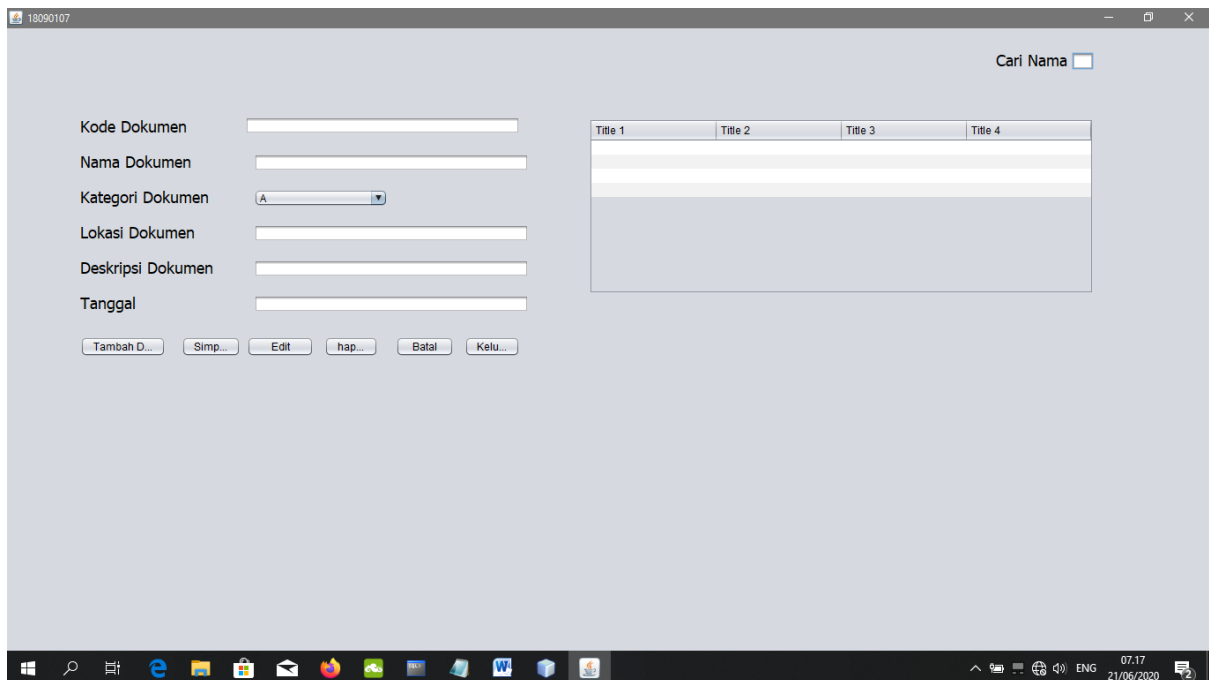 18090107
Cari Nama
Kode Dokumen
Title 1 Title 2 Title 3 Title 4
Nama Dokumen
Kategori Dokumen A
Lokasi Dokumen
Deskripsi Dokumen
Tanggal
Tambah D... Simp... Edit hap... Batal Kelu...
ENG 07.17
21/06/2020 2